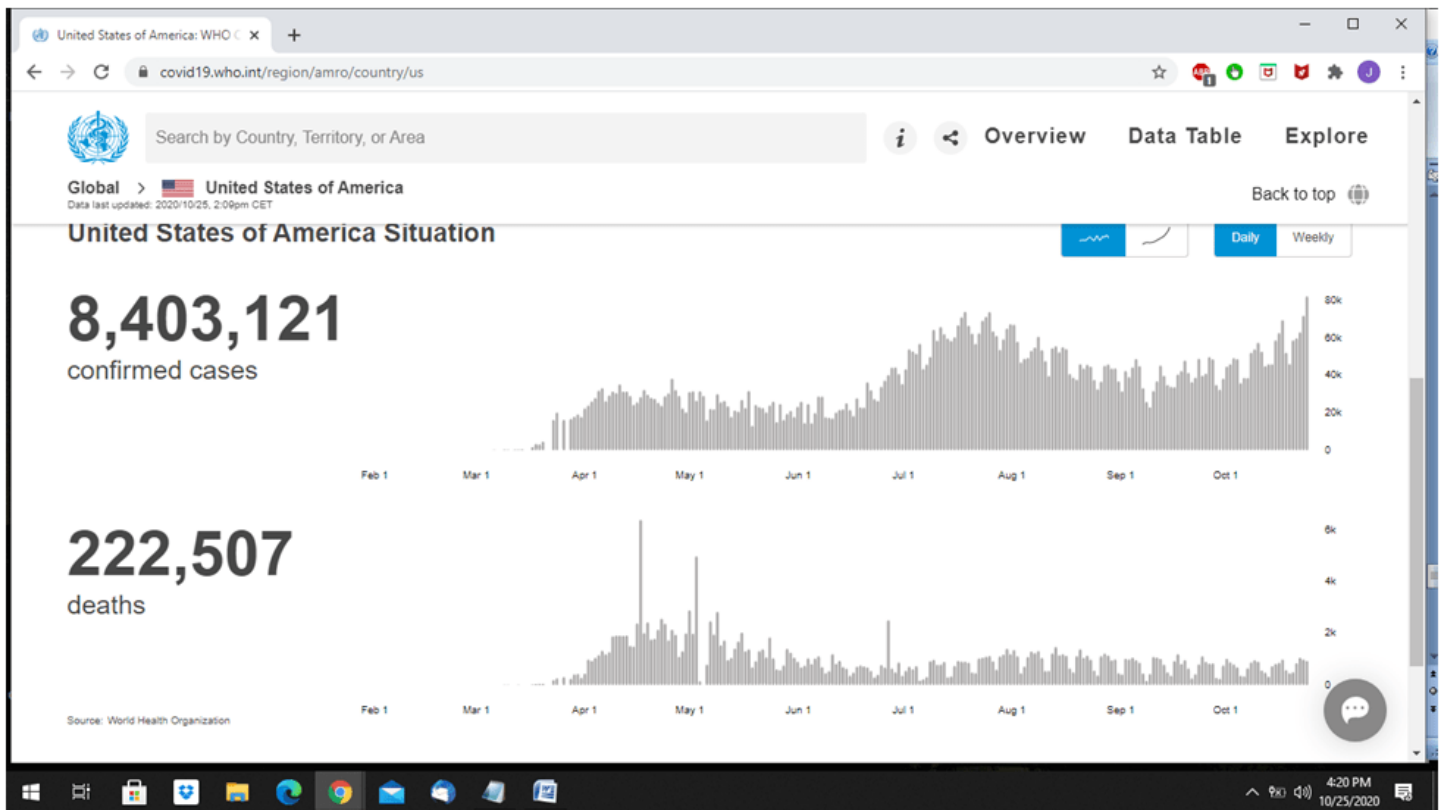 United States of America: WHO C
covid19.who.int/region/amro/country/us
ABP
1
J
Search by Country, Territory, or Area
i
Overview Data Table Explore
Global > United States of America
Data last updated: 2020/10/25, 2:09pm CET
Back to top
United States of America Situation
Daily Weekly
8,403,121
confirmed cases
80k
60k
40k
20k
0
Feb 1 Mar 1 Apr 1 May 1 Jun 1 Jul 1 Aug 1 Sep 1 Oct 1
222,507
deaths
6k
4k
2k
0
Feb 1 Mar 1 Apr 1 May 1 Jun 1 Jul 1 Aug 1 Sep 1 Oct 1
Source: World Health Organization
4:20 PM
10/25/2020